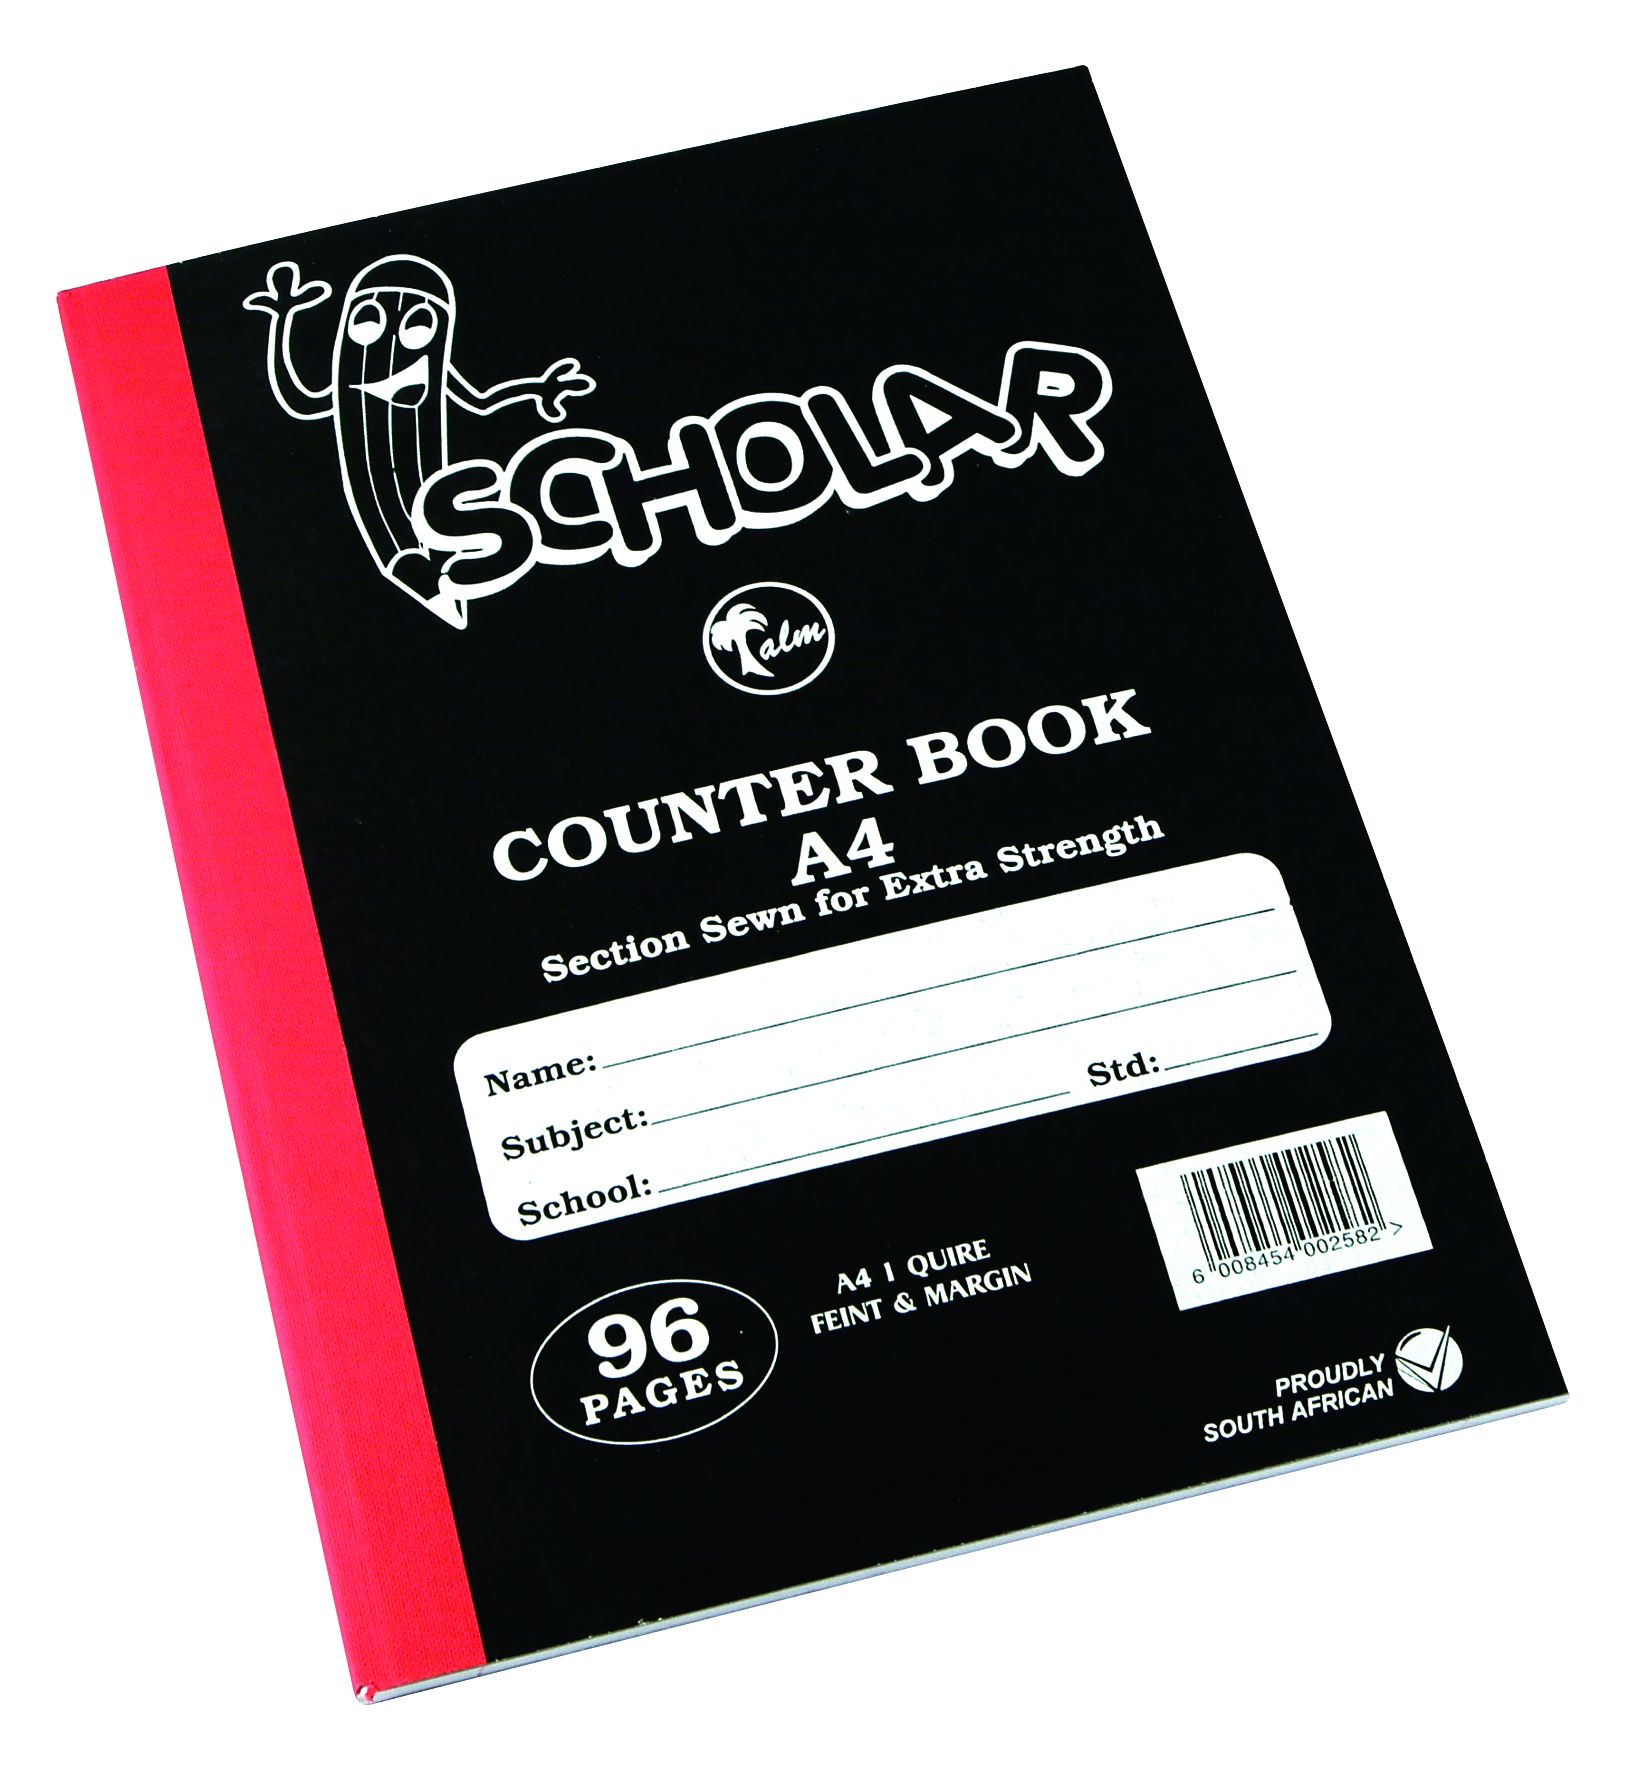 SCHOLAR
Palm
COUNTER BOOK
A4
Section Sewn for Extra Strength
Name:
Subject:
School: Std:
A4 1 QUIRE
FEINT & MARGIN
96
PAGES
6 008454 002582 >
PROUDLY
SOUTH AFRICAN